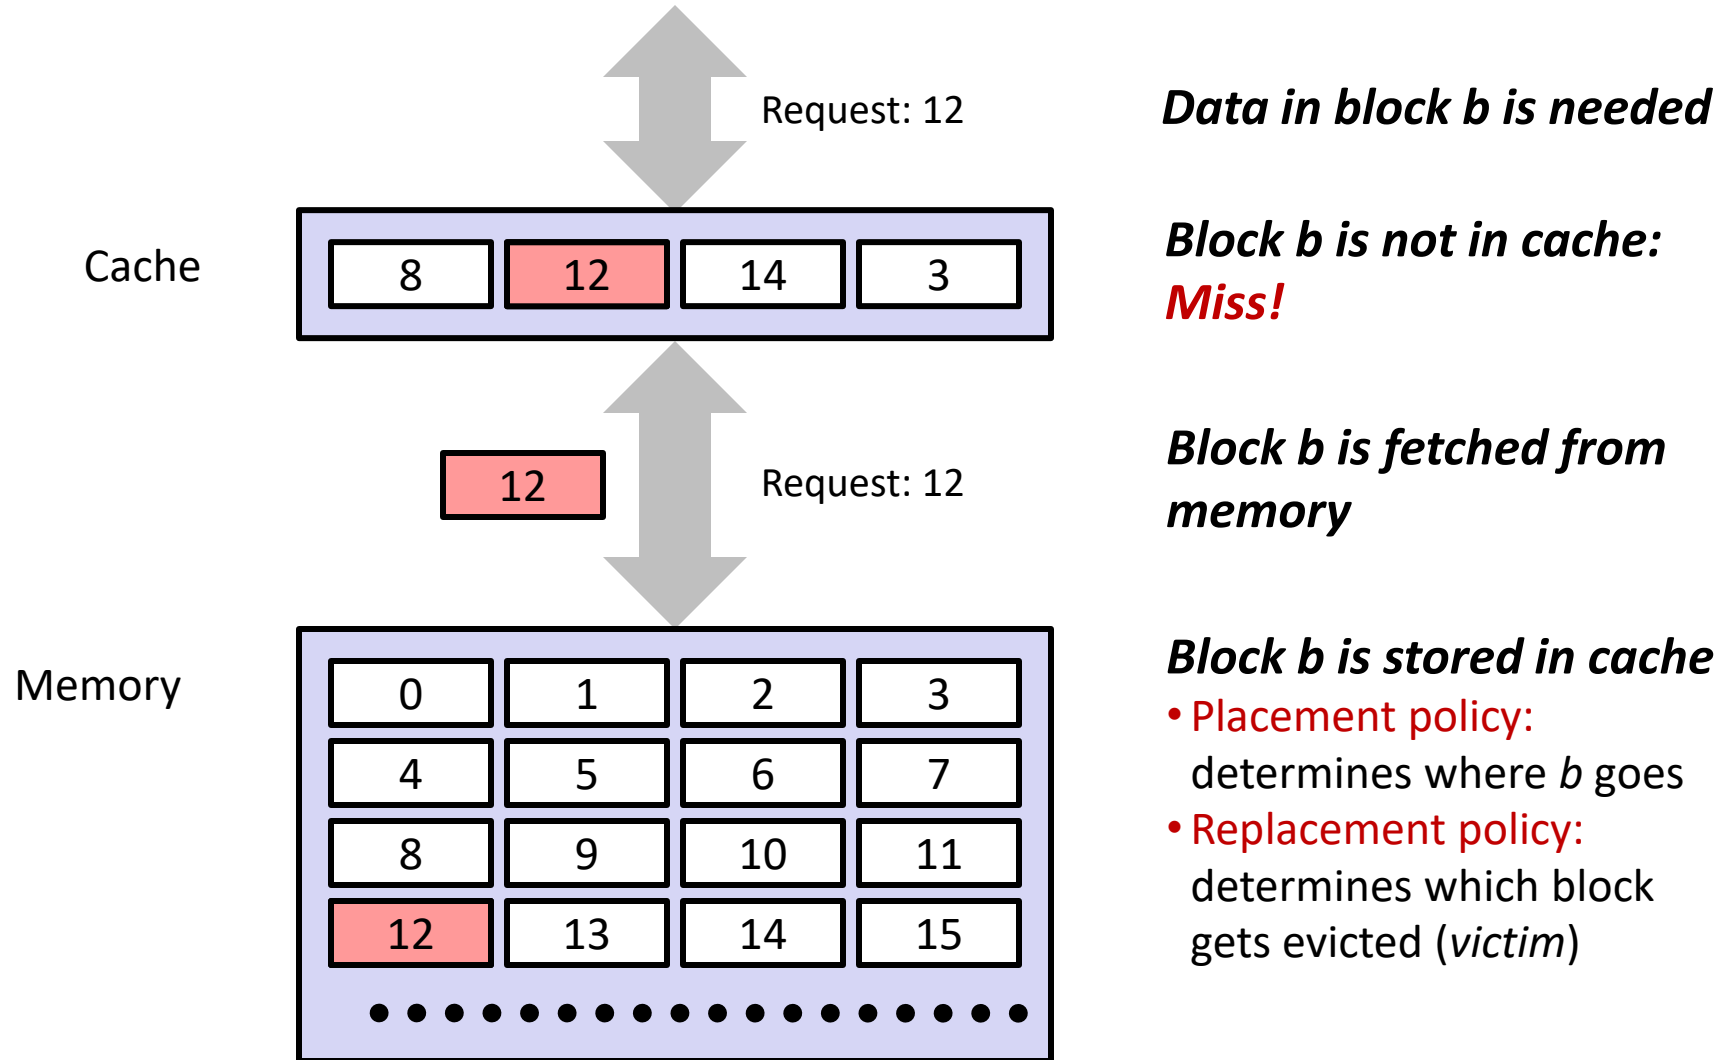 Request: 12
Data in block b is needed
Cache
8 12 14 3
Block b is not in cache:
Miss!
12
Request: 12
Block b is fetched from
memory
Memory
0 1 2 3
4 5 6 7
8 9 10 11
12 13 14 15
Block b is stored in cache
• Placement policy:
determines where b goes
• Replacement policy:
determines which block
gets evicted (victim)